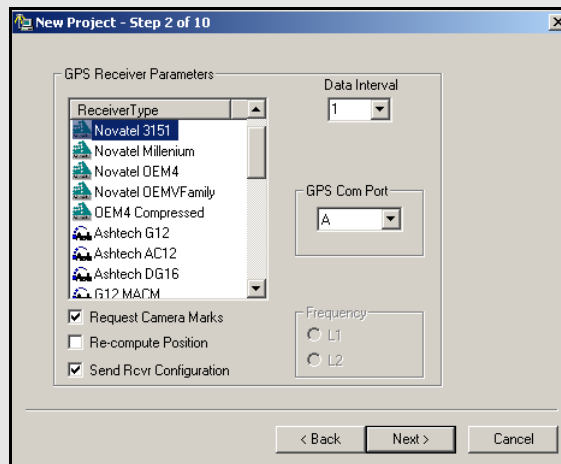 New Project - Step 2 of 10
GPS Receiver Parameters
ReceiverType
Novatel 3151
Novatel Millenium
Novatel OEM4
Novatel OEMVFamily
OEM4 Compressed
Ashtech G12
Ashtech AC12
Ashtech DG16
G12 MACM
Request Camera Marks
Re-compute Position
Send Rcvr Configuration
Data Interval
1
GPS Com Port
A
Frequency
L1
L2
< Back
Next >
Cancel